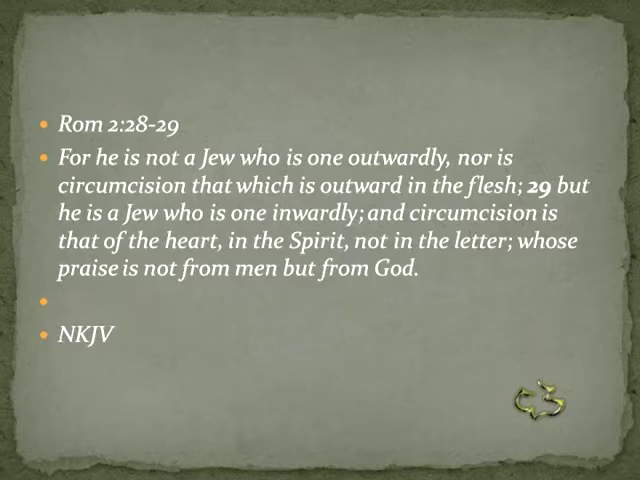 Rom 2:28-29
For he is not a Jew who is one outwardly, nor is
circumcision that which is outward in the flesh; 29 but
he is a Jew who is one inwardly; and circumcision is
that of the heart, in the Spirit, not in the letter; whose
praise is not from men but from God.
NKJV